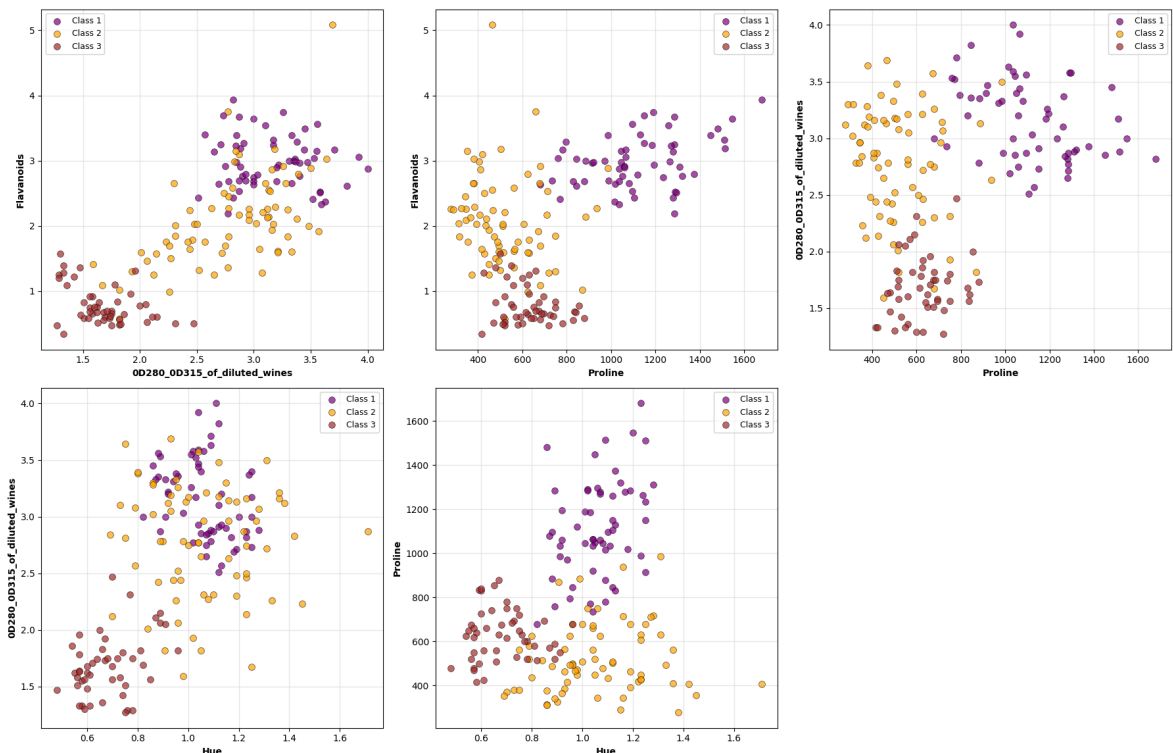 Class 1
Class 2
Class 3
5
4
3
2
1
Flavanoids
1.5 2.0 2.5 3.0 3.5 4.0
0D280_0D315_of_diluted_wines
Class 1
Class 2
Class 3
5
4
3
2
1
Flavanoids
400 600 800 1000 1200 1400 1600
Proline
Class 1
Class 2
Class 3
4.0
3.5
3.0
2.5
2.0
1.5
0D280_0D315_of_diluted_wines
400 600 800 1000 1200 1400 1600
Proline
Class 1
Class 2
Class 3
4.0
3.5
3.0
2.5
2.0
1.5
0D280_0D315_of_diluted_wines
0.6 0.8 1.0 1.2 1.4 1.6
Hue
Class 1
Class 2
Class 3
1600
1400
1200
1000
800
600
400
Proline
0.6 0.8 1.0 1.2 1.4 1.6
Hue